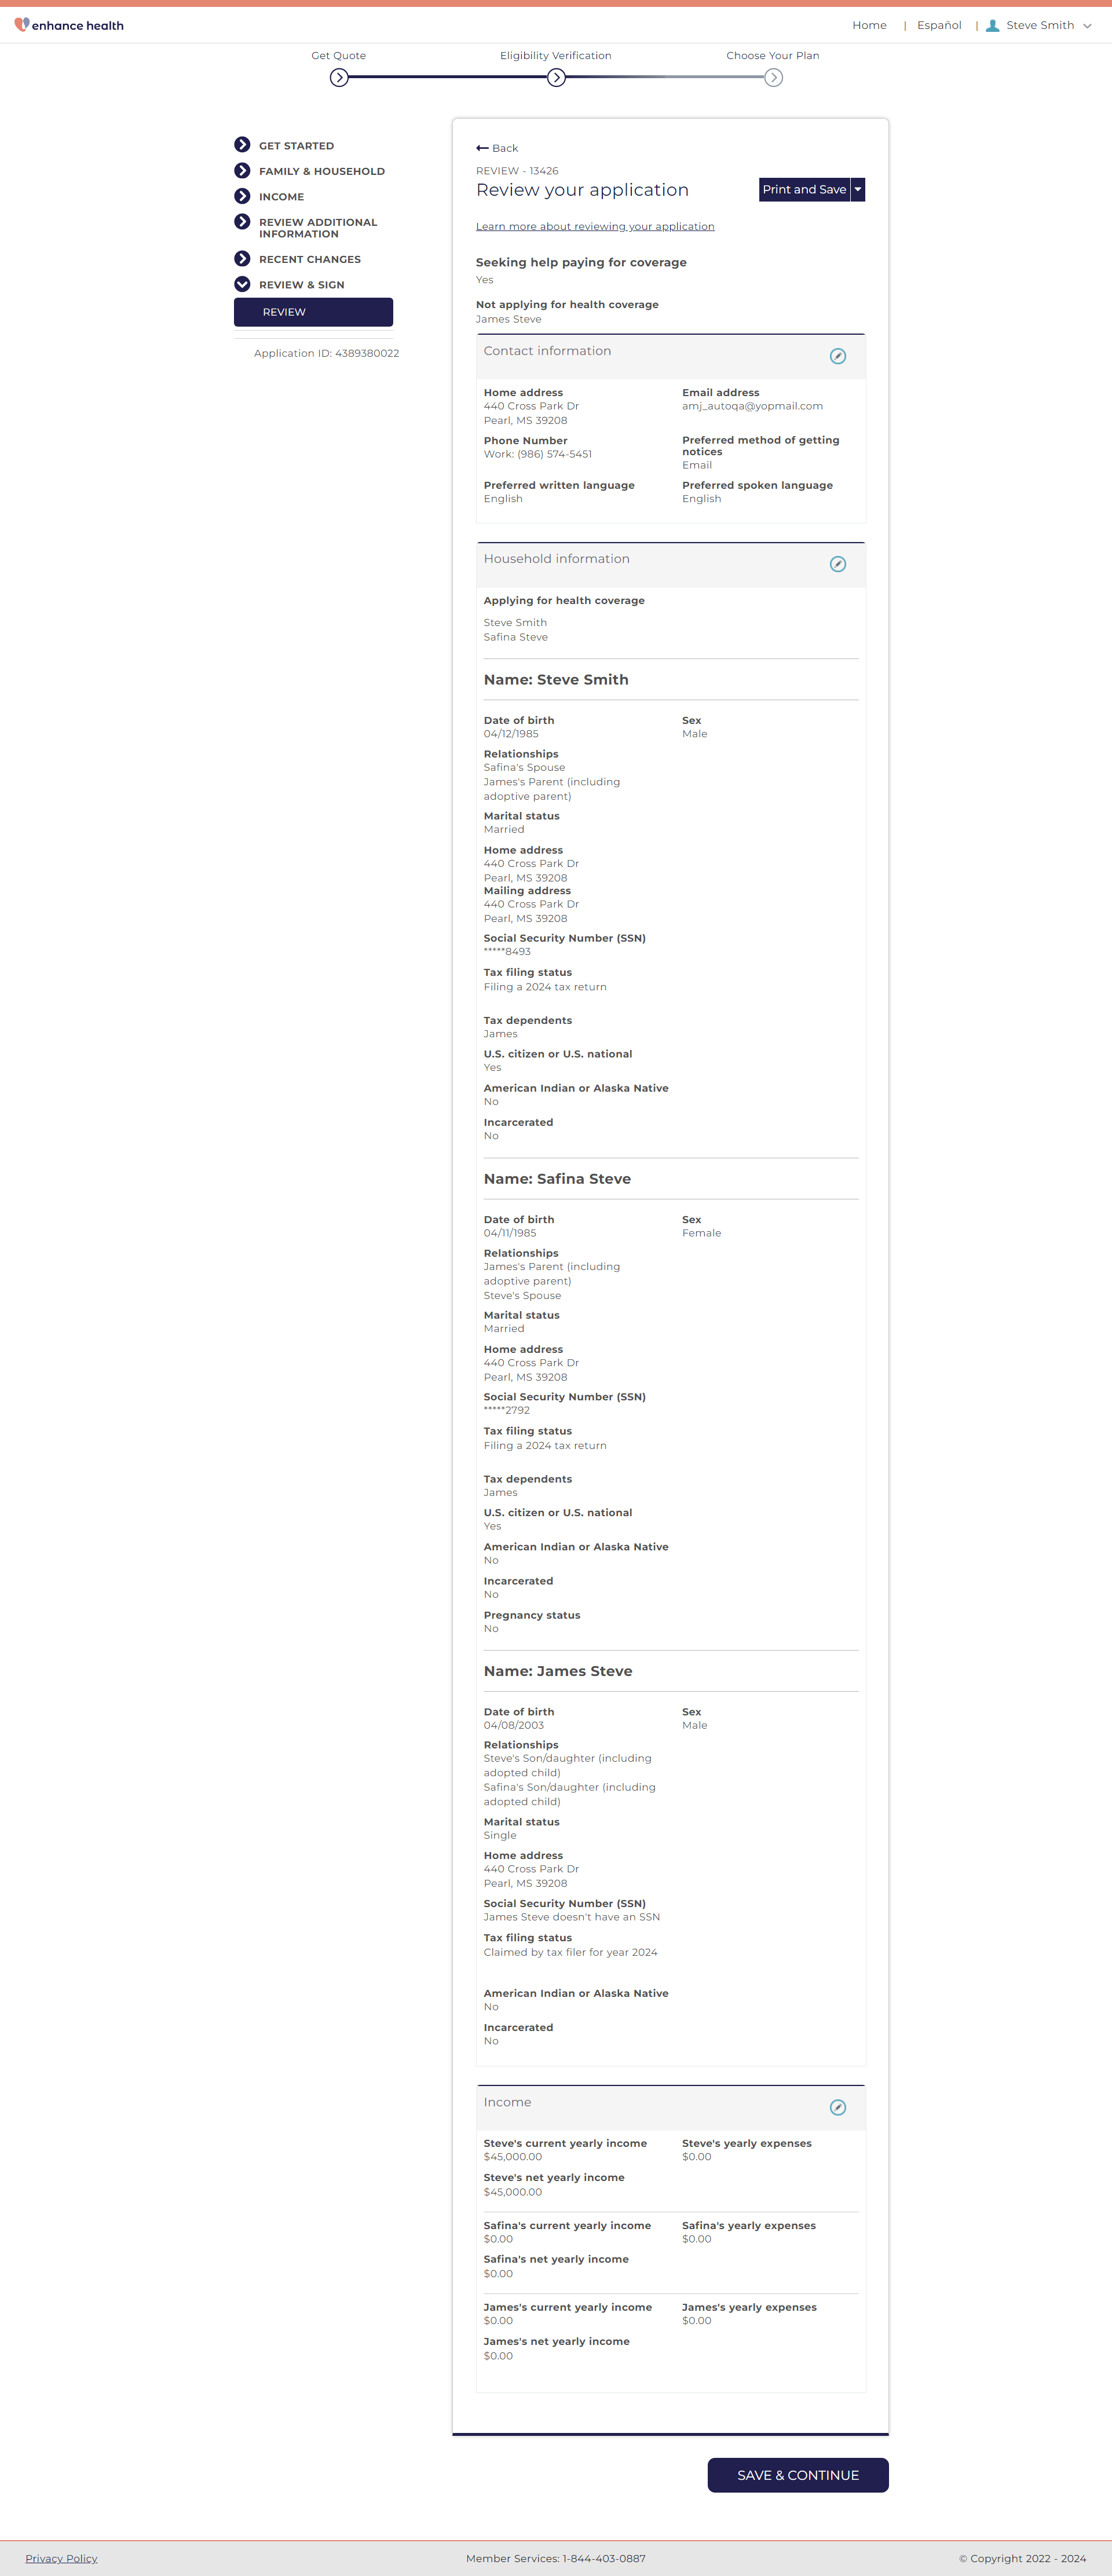 enhance health
Home | Español | Steve Smith
Get Quote
Eligibility Verification
Choose Your Plan
GET STARTED
FAMILY & HOUSEHOLD
INCOME
REVIEW ADDITIONAL
INFORMATION
RECENT CHANGES
REVIEW & SIGN
REVIEW
Application ID: 4389380022
Back
REVIEW - 13426
Review your application
Print and Save
Learn more about reviewing your application
Seeking help paying for coverage
Yes
Not applying for health coverage
James Steve
Contact information
Home address
440 Cross Park Dr
Pearl, MS 39208
Email address
amj_autoqa@yopmail.com
Phone Number
Work: (986) 574-5451
Preferred method of getting
notices
Email
Preferred written language
English
Preferred spoken language
English
Household information
Applying for health coverage
Steve Smith
Safina Steve
Name: Steve Smith
Date of birth
04/12/1985
Sex
Male
Relationships
Safina's Spouse
James's Parent (including
adoptive parent)
Marital status
Married
Home address
440 Cross Park Dr
Pearl, MS 39208
Mailing address
440 Cross Park Dr
Pearl, MS 39208
Social Security Number (SSN)
*****8493
Tax filing status
Filing a 2024 tax return
Tax dependents
James
U.S. citizen or U.S. national
Yes
American Indian or Alaska Native
No
Incarcerated
No
Name: Safina Steve
Date of birth
04/11/1985
Sex
Female
Relationships
James's Parent (including
adoptive parent)
Steve's Spouse
Marital status
Married
Home address
440 Cross Park Dr
Pearl, MS 39208
Social Security Number (SSN)
*****2792
Tax filing status
Filing a 2024 tax return
Tax dependents
James
U.S. citizen or U.S. national
Yes
American Indian or Alaska Native
No
Incarcerated
No
Pregnancy status
No
Name: James Steve
Date of birth
04/08/2003
Sex
Male
Relationships
Steve's Son/daughter (including
adopted child)
Safina's Son/daughter (including
adopted child)
Marital status
Single
Home address
440 Cross Park Dr
Pearl, MS 39208
Social Security Number (SSN)
James Steve doesn't have an SSN
Tax filing status
Claimed by tax filer for year 2024
American Indian or Alaska Native
No
Incarcerated
No
Income
Steve's current yearly income
$45,000.00
Steve's yearly expenses
$0.00
Steve's net yearly income
$45,000.00
Safina's current yearly income
$0.00
Safina's yearly expenses
$0.00
Safina's net yearly income
$0.00
James's current yearly income
$0.00
James's yearly expenses
$0.00
James's net yearly income
$0.00
SAVE & CONTINUE
Privacy Policy
Member Services: 1-844-403-0887
© Copyright 2022 - 2024